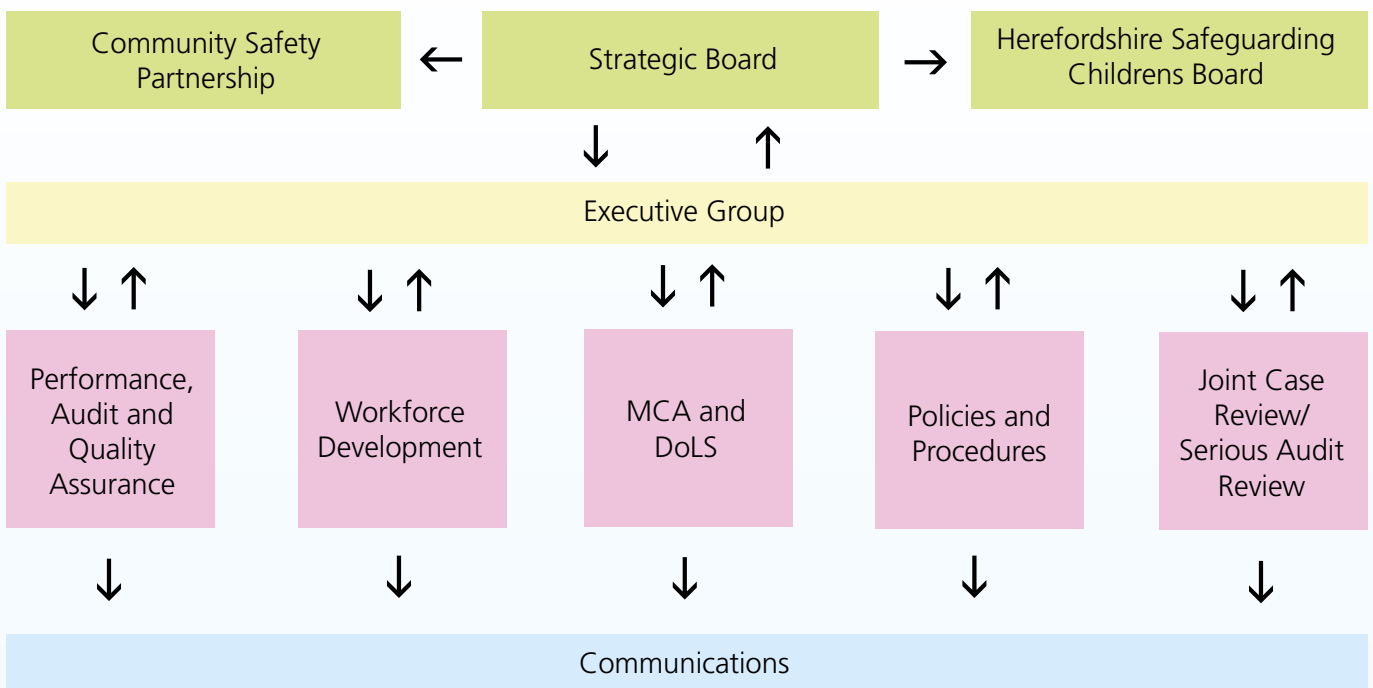 Community Safety
Partnership
Strategic Board
Herefordshire Safeguarding
Childrens Board
Executive Group
Performance,
Audit and
Quality
Assurance
Workforce
Development
MCA and
DoLS
Policies and
Procedures
Joint Case
Review/
Serious Audit
Review
Communications